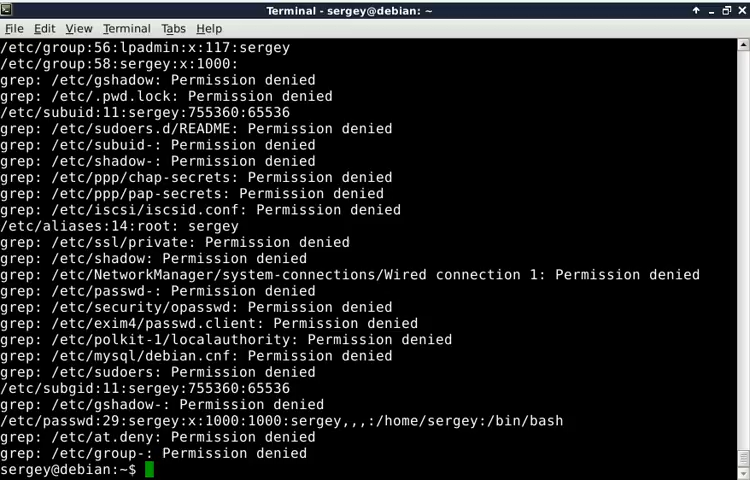 Terminal - sergey@debian: ~
File Edit View Terminal Tabs Help
/etc/group:56:lpadmin:x:117:sergey
/etc/group:58:sergey:x:1000:
grep: /etc/gshadow: Permission denied
grep: /etc/.pwd.lock: Permission denied
/etc/subuid:11:sergey:755360:65536
grep: /etc/sudoers.d/README: Permission denied
grep: /etc/subuid-: Permission denied
grep: /etc/shadow-: Permission denied
grep: /etc/ppp/chap-secrets: Permission denied
grep: /etc/ppp/pap-secrets: Permission denied
grep: /etc/iscsi/iscsid.conf: Permission denied
/etc/aliases:14:root: sergey
grep: /etc/ssl/private: Permission denied
grep: /etc/shadow: Permission denied
grep: /etc/NetworkManager/system-connections/Wired connection 1: Permission denied
grep: /etc/passwd-: Permission denied
grep: /etc/security/opasswd: Permission denied
grep: /etc/exim4/passwd.client: Permission denied
grep: /etc/polkit-1/localauthority: Permission denied
grep: /etc/mysql/debian.cnf: Permission denied
grep: /etc/sudoers: Permission denied
/etc/subgid:11:sergey:755360:65536
grep: /etc/gshadow-: Permission denied
/etc/passwd:29:sergey:x:1000:1000:sergey,,,:/home/sergey:/bin/bash
grep: /etc/at.deny: Permission denied
grep: /etc/group-: Permission denied
sergey@debian:~$